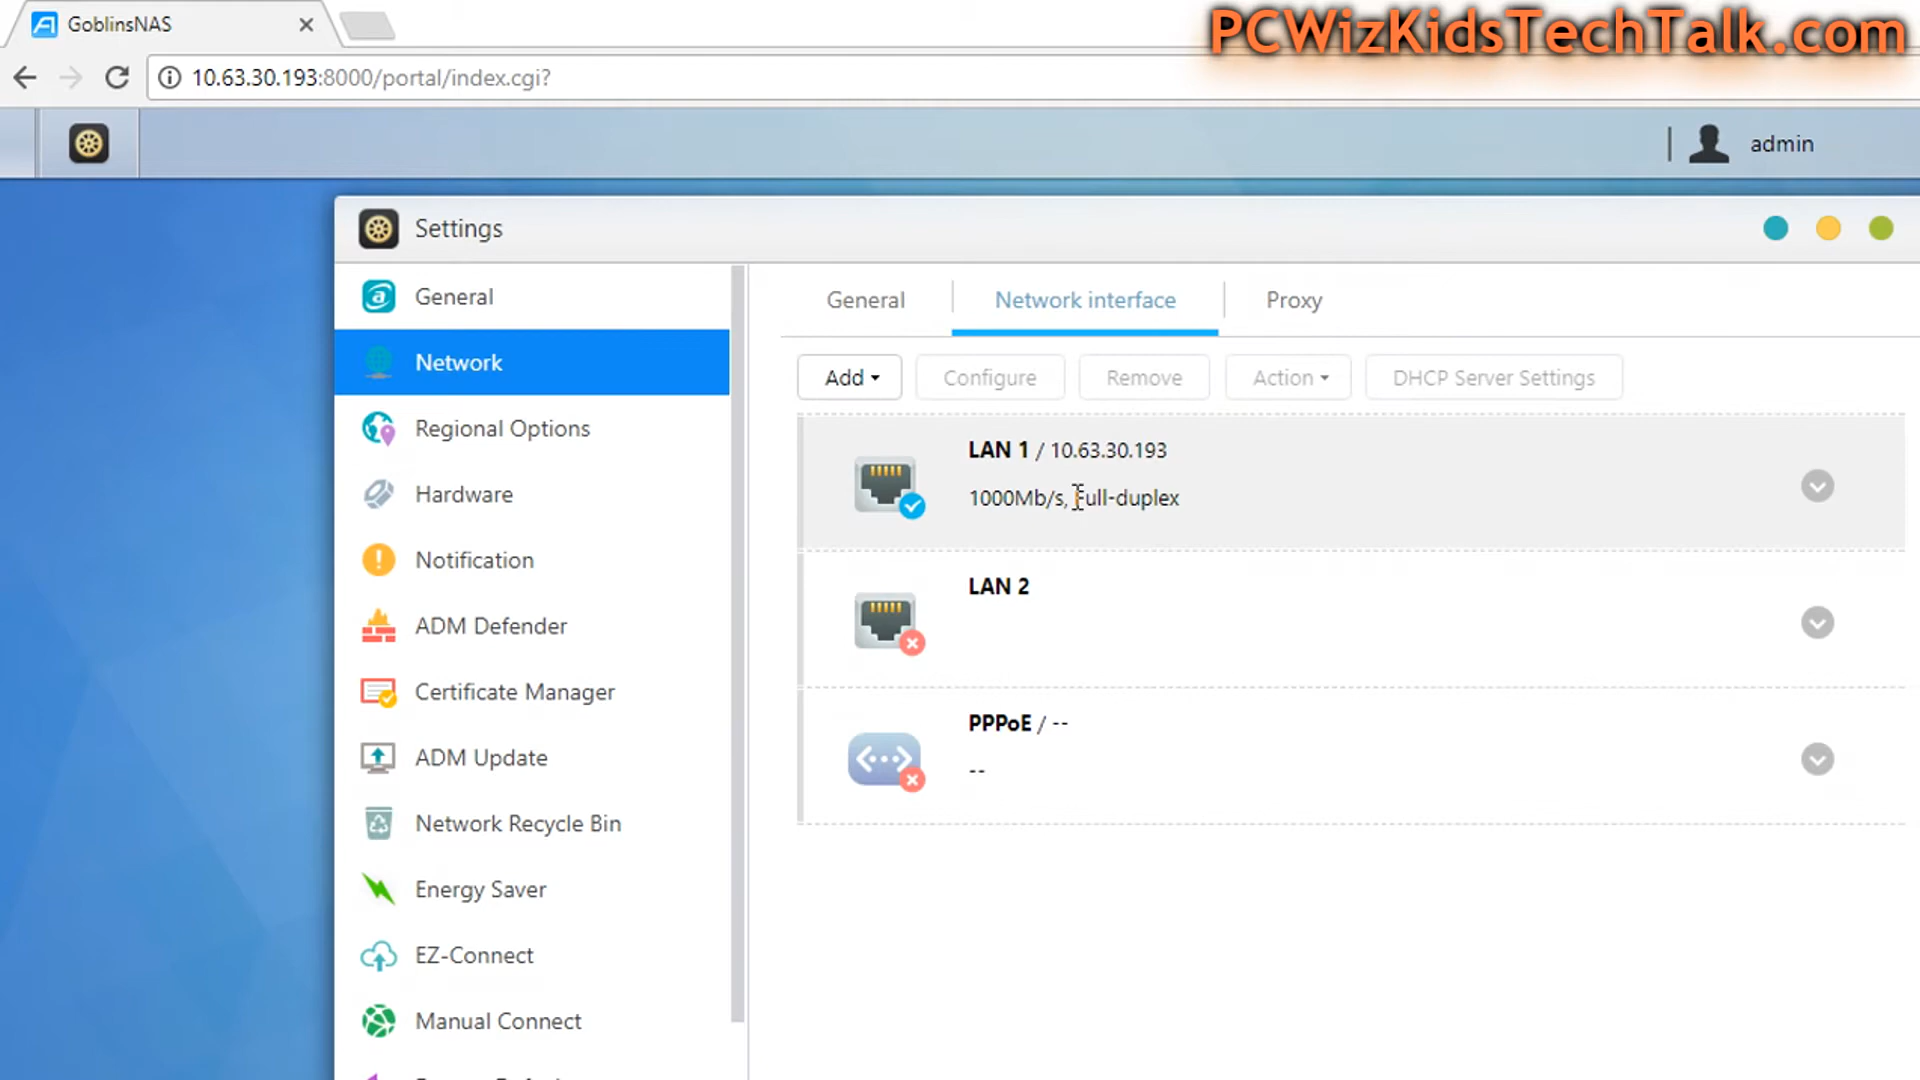 GoblinsNAS
PCWizKidsTechTalk.com
10.63.30.193:8000/portal/index.cgi?
admin
Settings
General
Network
Regional Options
Hardware
Notification
ADM Defender
Certificate Manager
ADM Update
Network Recycle Bin
Energy Saver
EZ-Connect
Manual Connect
General
Network interface
Proxy
Add
Configure
Remove
Action
DHCP Server Settings
LAN 1 / 10.63.30.193
1000Mb/s, Full-duplex
LAN 2
PPPoE / --
--